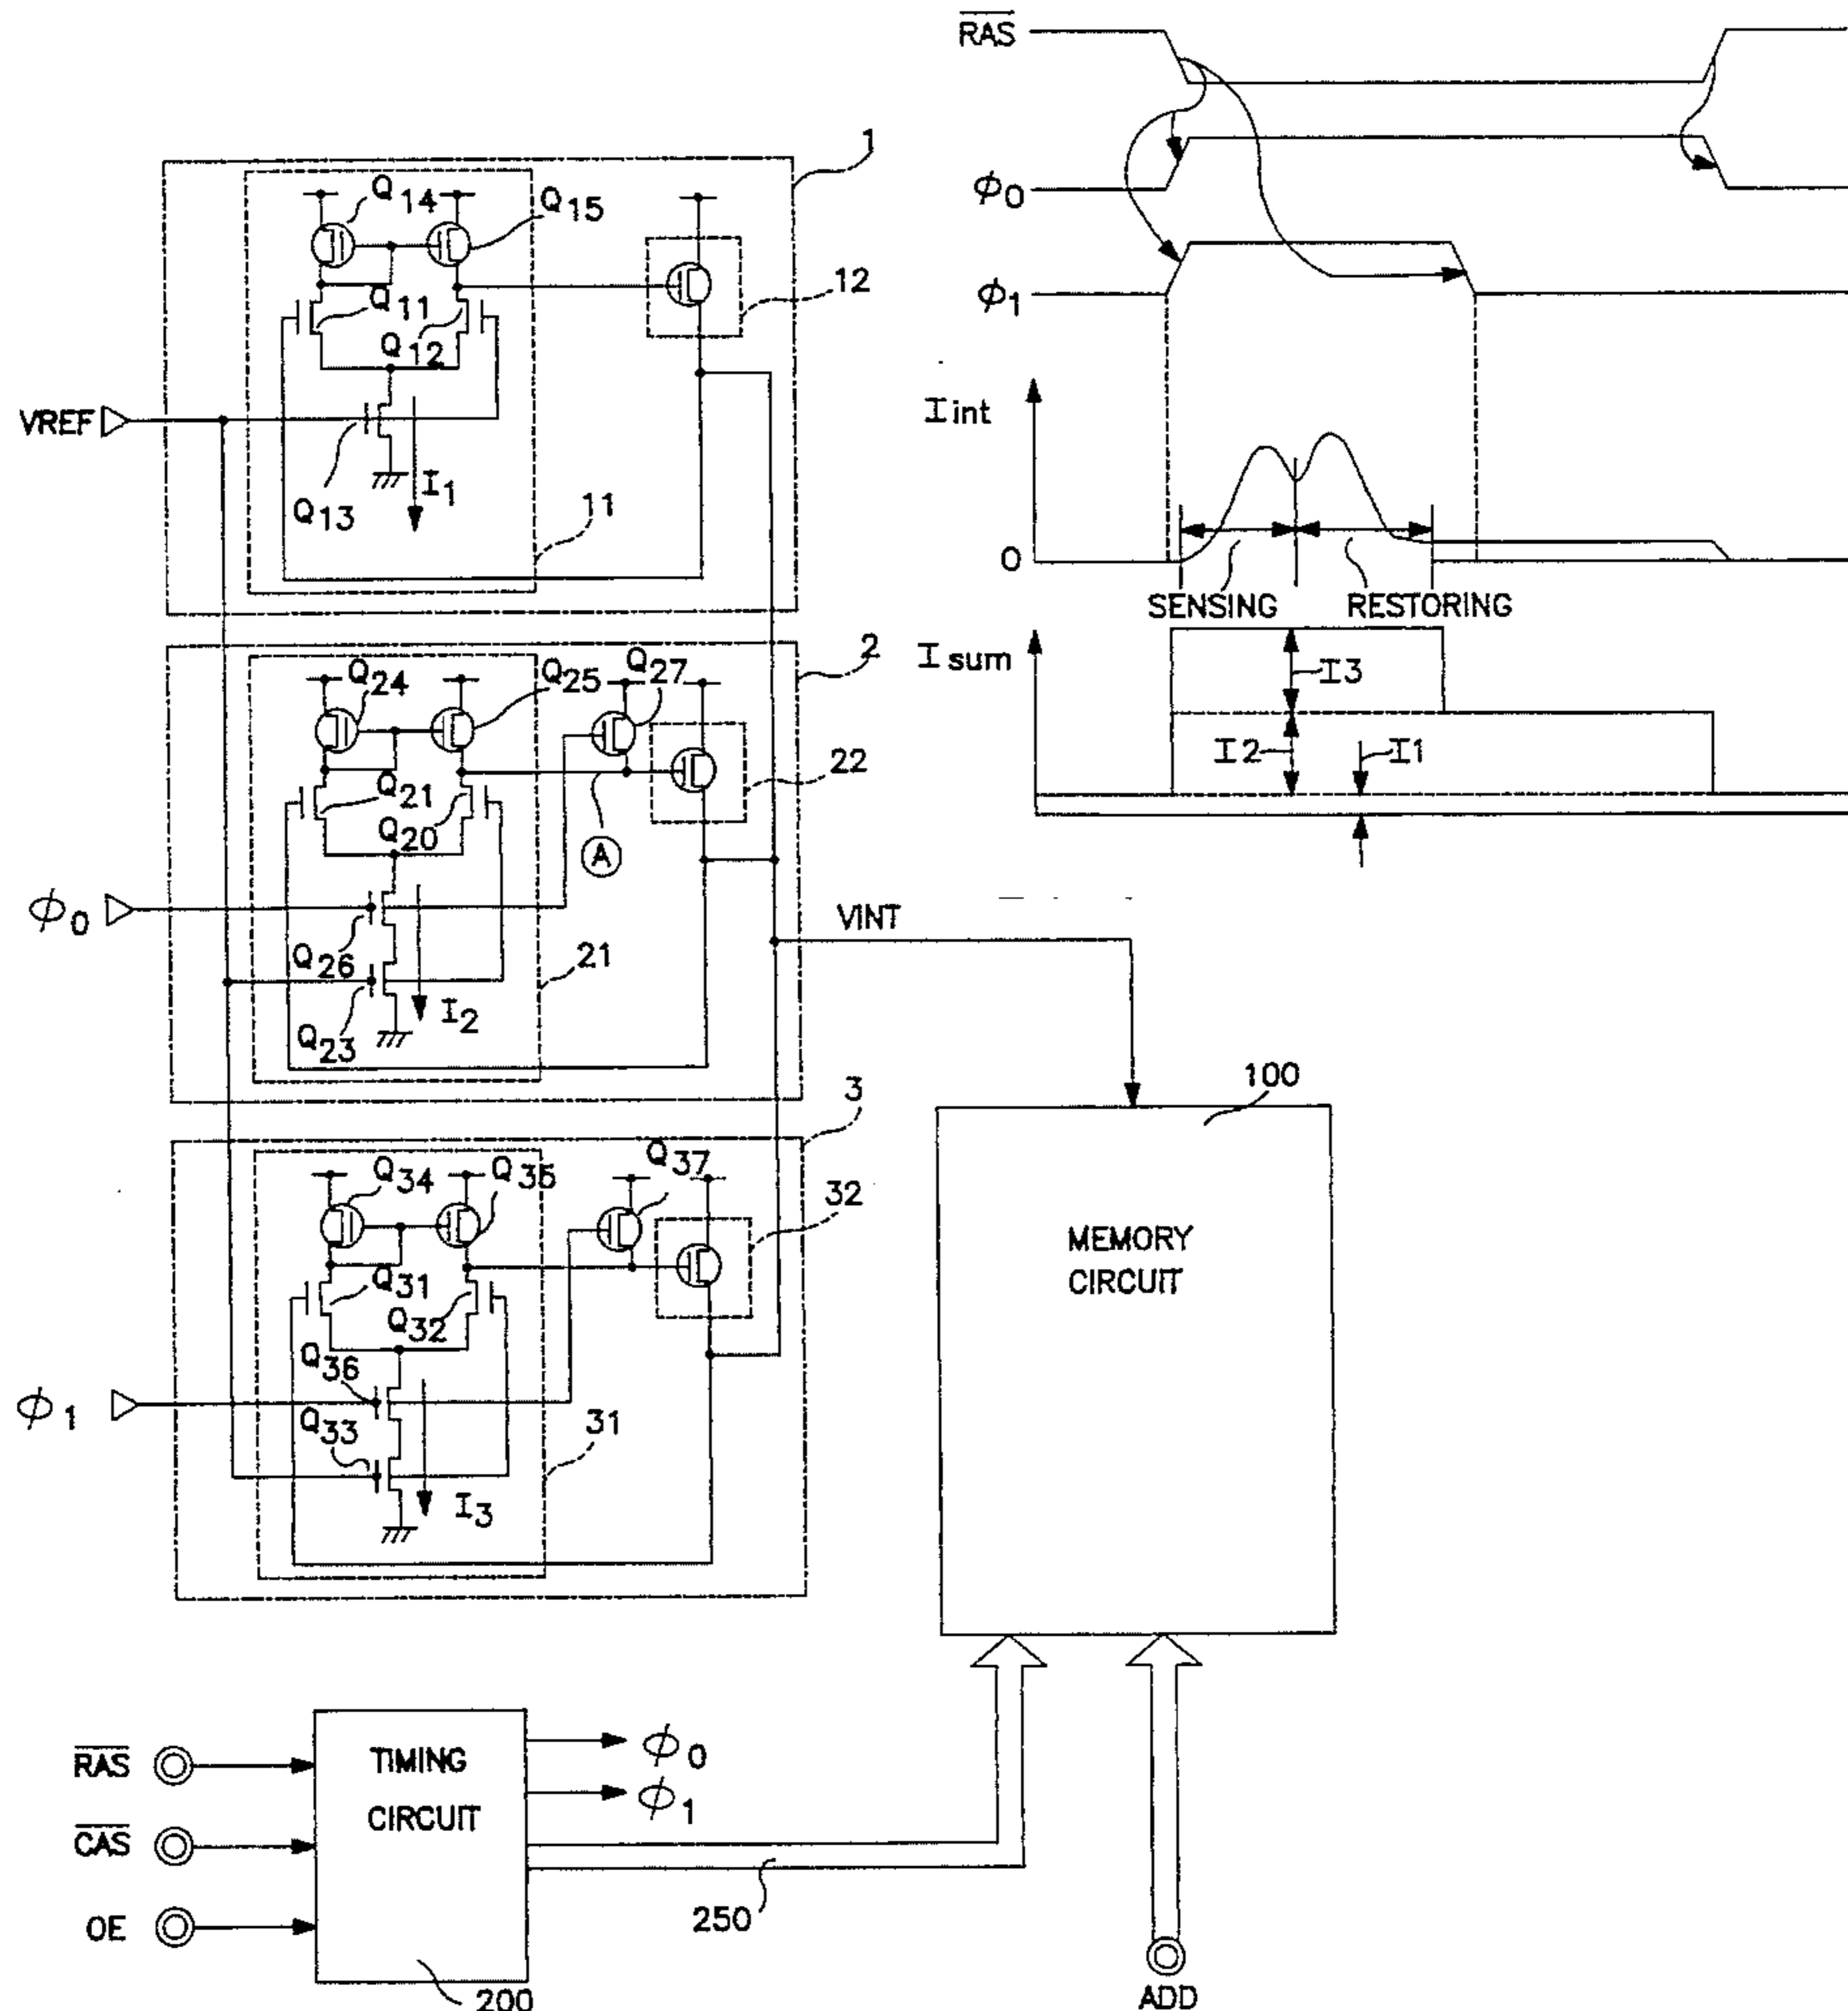 1
Q14
Q15
12
Q11
Q12
VREF
Q13
I1
11
2
Q24
Q25
Q27
22
Q21
Q20
A
ϕ0
VINT
Q26
21
I2
Q23
100
3
Q34
Q35
Q37
32
MEMORY
CIRCUIT
Q31
Q32
Q36
ϕ1
Q33
31
I3
RAS
TIMING
CIRCUIT
ϕ0
ϕ1
CAS
OE
250
200
ADD
RAS
ϕ0
ϕ1
Iint
0
SENSING
RESTORING
Isum
I3
I2
I1